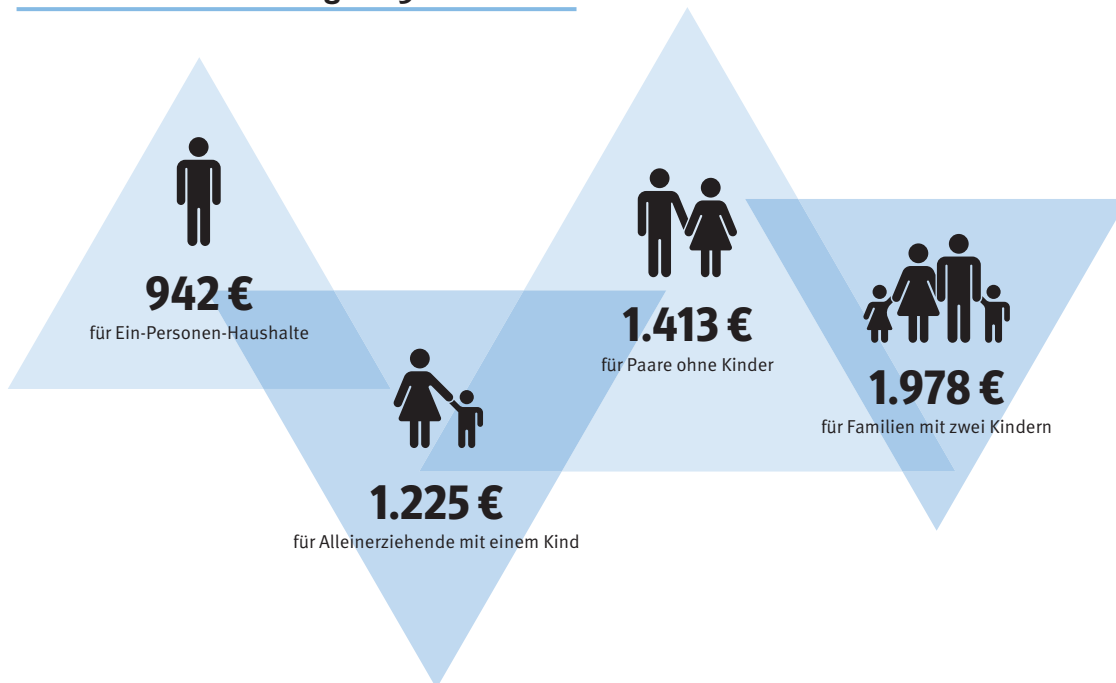 942 €
für Ein-Personen-Haushalte
1.225 €
für Alleinerziehende mit einem Kind
1.413 €
für Paare ohne Kinder
1.978 €
für Familien mit zwei Kindern